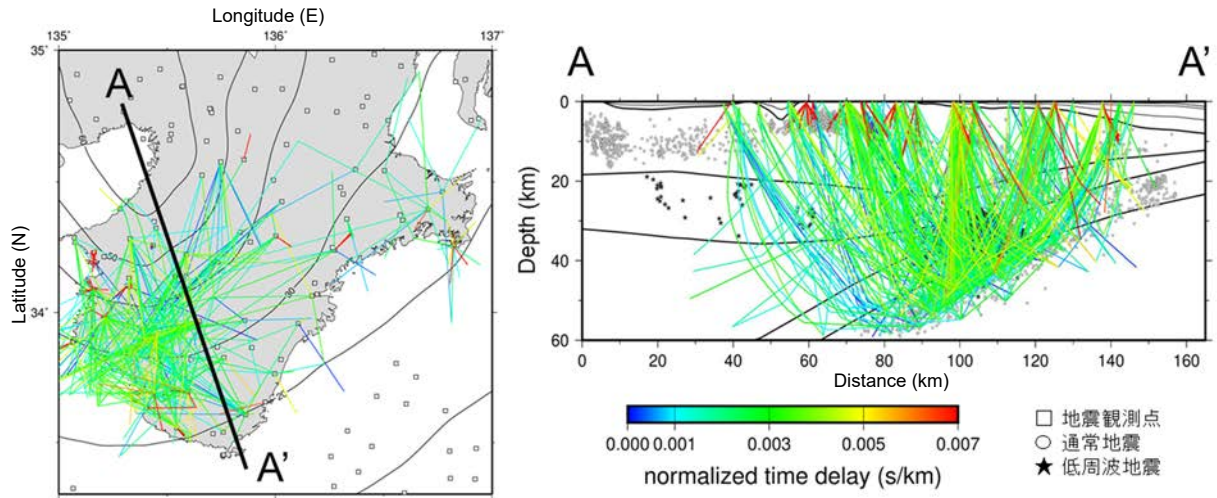 Longitude (E)
135 136 137
35°
A
Latitude (N)
34°
30
A'
A A'
0
20
40
60
Depth (km)
0 20 40 60 80 100 120 140 160
Distance (km)
0.000 0.001 0.003 0.005 0.007
normalized time delay (s/km)
地震観測点
通常地震
低周波地震